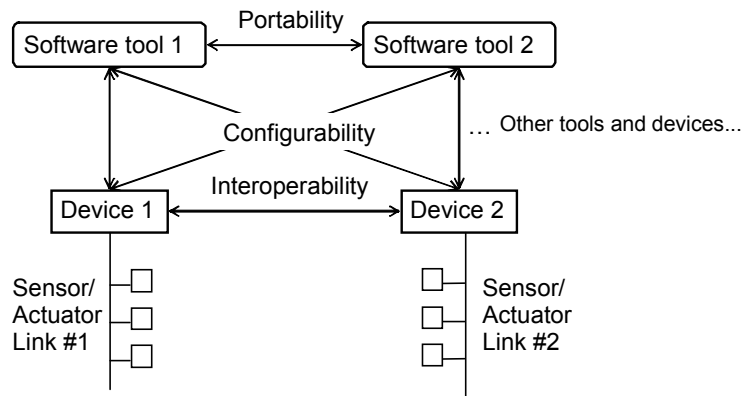 Portability
Software tool 1
Software tool 2
Configurability
... Other tools and devices...
Interoperability
Device 1
Device 2
Sensor/
Actuator
Link #1
Sensor/
Actuator
Link #2